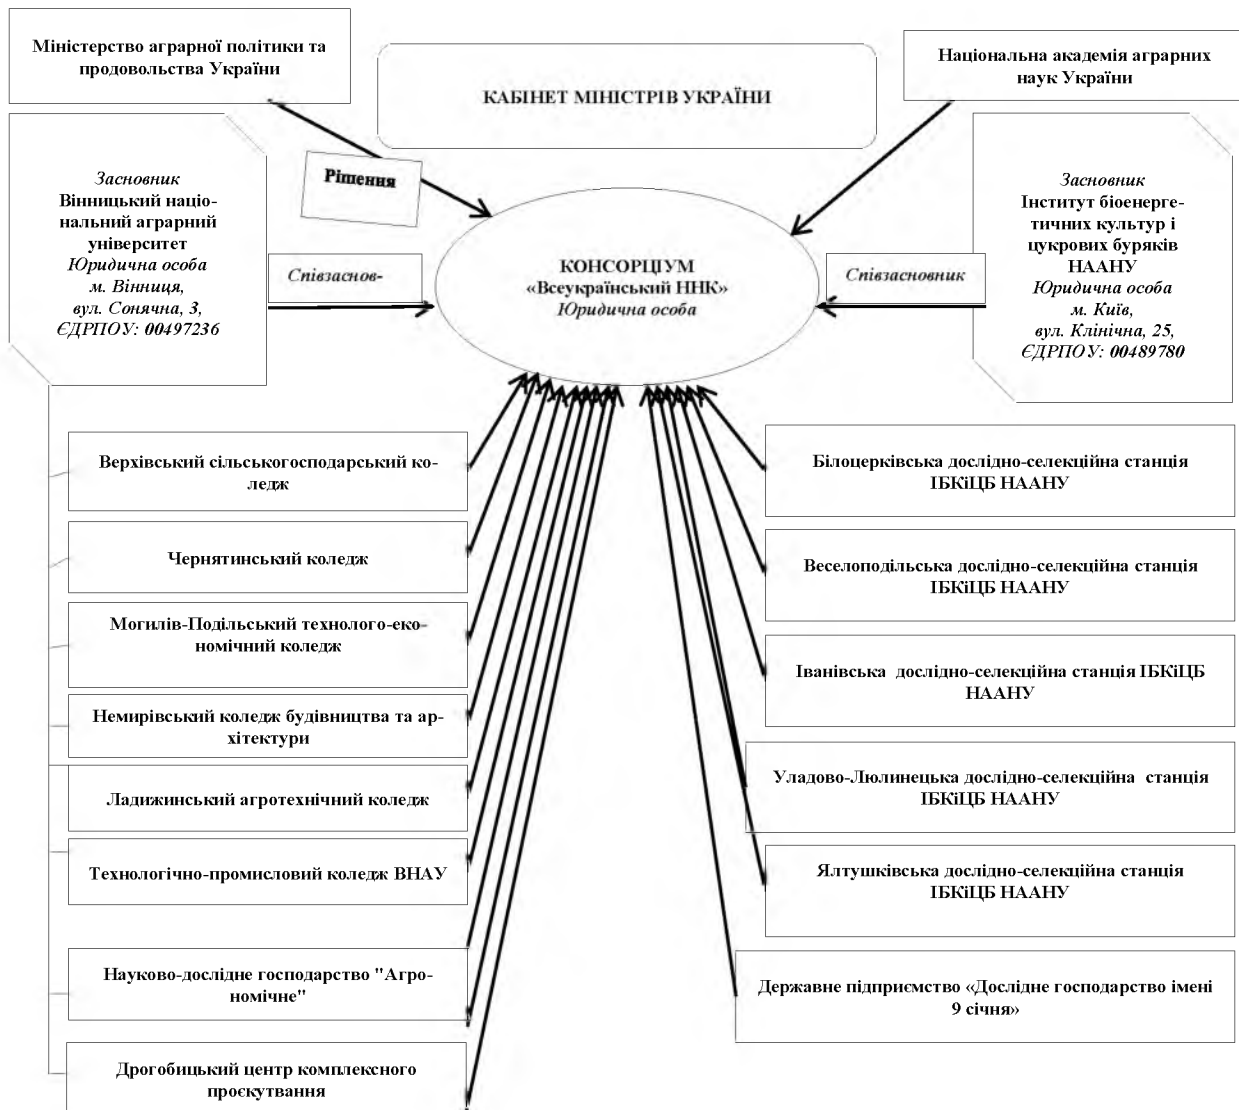 Міністерство аграрної політики та
продовольства України
КАБІНЕТ МІНІСТРІВ УКРАЇНИ
Національна академія аграрних
наук України
Рішення
Засновник
Вінницький націо-
нальний аграрний
університет
Юридична особа
м. Вінниця,
вул. Сонячна, 3,
ЄДРПОУ: 00497236
Співзаснов-
КОНСОРЦІУМ
«Всеукраїнський ННК»
Юридична особа
Співзасновник
Засновник
Інститут біоенерге-
тичних культур і
цукрових буряків
НААНУ
Юридична особа
м. Київ,
вул. Клінічна, 25,
ЄДРПОУ: 00489780
Верхівський сільськогосподарський ко-
ледж
Чернятинський коледж
Могилів-Подільський технолого-еко-
номічний коледж
Немирівський коледж будівництва та ар-
хітектури
Ладижинський агротехнічний коледж
Технологічно-промисловий коледж ВНАУ
Науково-дослідне господарство "Агро-
номічне"
Дрогобицький центр комплексного
проєкутвання
Білоцерківська дослідно-селекційна станція
ІБКіЦБ НААНУ
Веселоподільська дослідно-селекційна станція
ІБКіЦБ НААНУ
Іванівська дослідно-селекційна станція ІБКіЦБ
НААНУ
Уладово-Люлинецька дослідно-селекційна станція
ІБКіЦБ НААНУ
Ялтушківська дослідно-селекційна станція
ІБКіЦБ НААНУ
Державне підприємство «Дослідне господарство імені
9 січня»